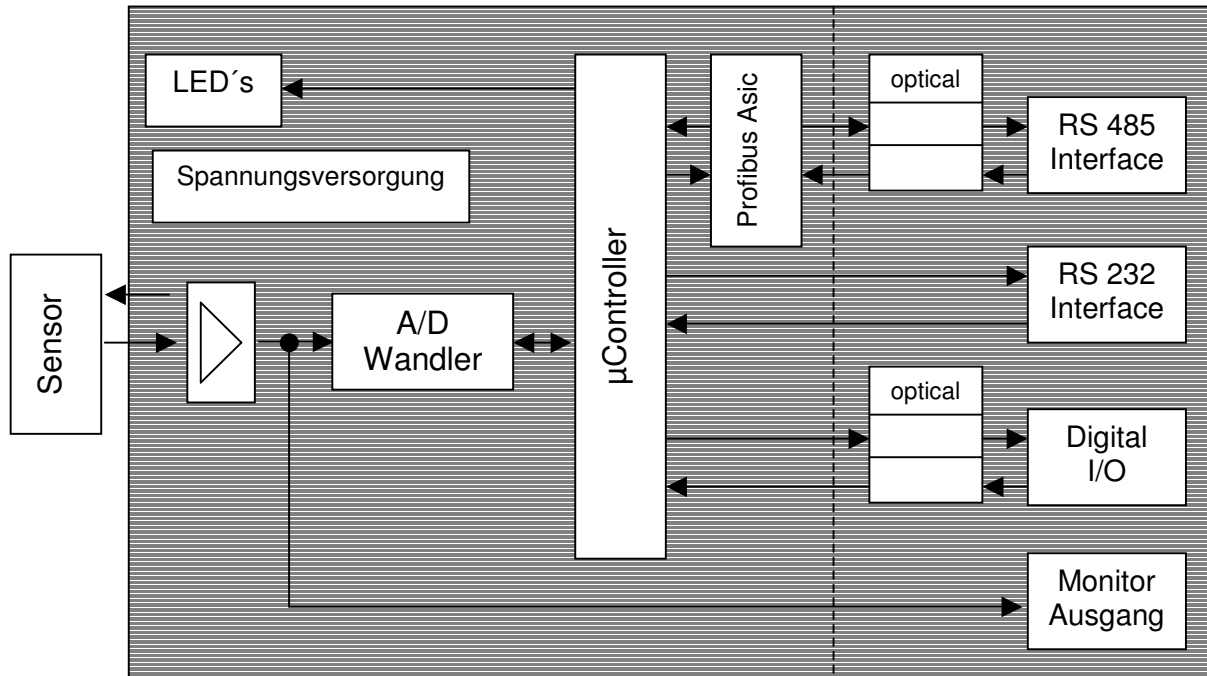 LED´s
Spannungsversorgung
Sensor
A/D
Wandler
µController
Profibus Asic
optical
RS 485
Interface
RS 232
Interface
optical
Digital
I/O
Monitor
Ausgang